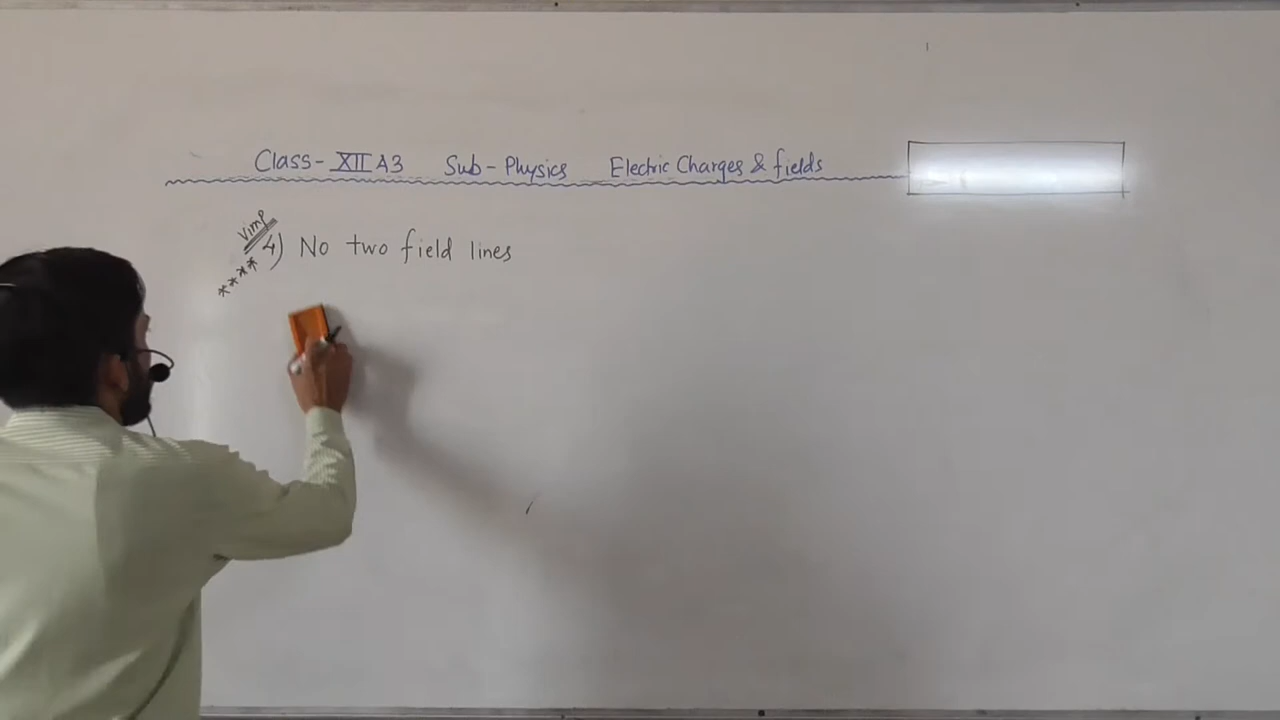 Class- XII A3 Sub- Physics Electric Charges & fields
Vimp
**** 4) No two field lines